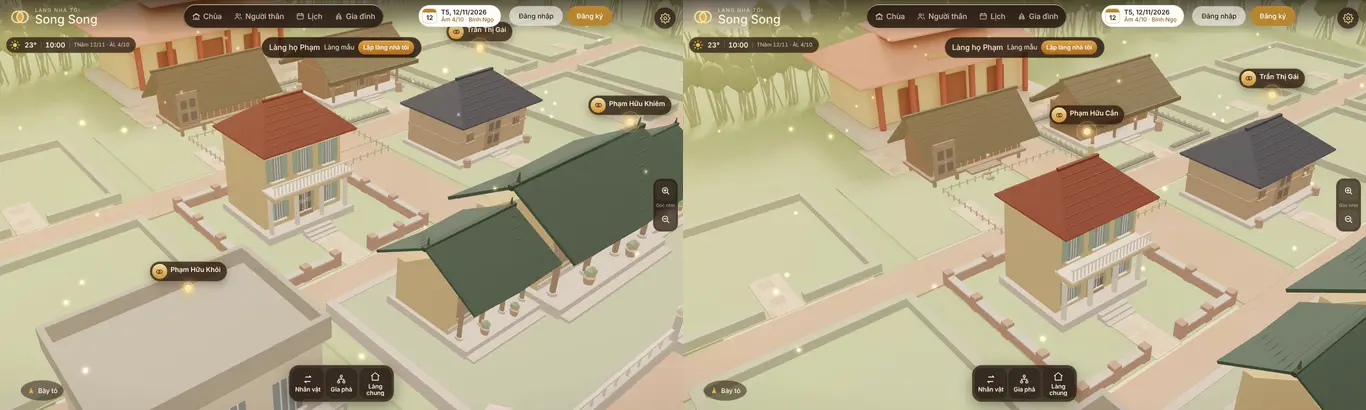 LÀNG NHÀ TÔI
Song Song
Chùa
Người thân
Lịch
Gia đình
12
T5, 12/11/2026
Âm 4/10 · Bính Ngọ
Đăng nhập
Đăng ký
23°
10:00
Làng họ Phạm
Làng mẫu
Lập làng nhà tôi
Trần Thị Gái
Phạm Hữu Khiêm
Phạm Hữu Khôi
Bày tỏ
Nhân vật
Gia phả
Làng chung
LÀNG NHÀ TÔI
Song Song
Chùa
Người thân
Lịch
Gia đình
12
T5, 12/11/2026
Âm 4/10 · Bính Ngọ
Đăng nhập
Đăng ký
23°
10:00
Làng họ Phạm
Làng mẫu
Lập làng nhà tôi
Trần Thị Gái
Phạm Hữu Cần
Bày tỏ
Nhân vật
Gia phả
Làng chung